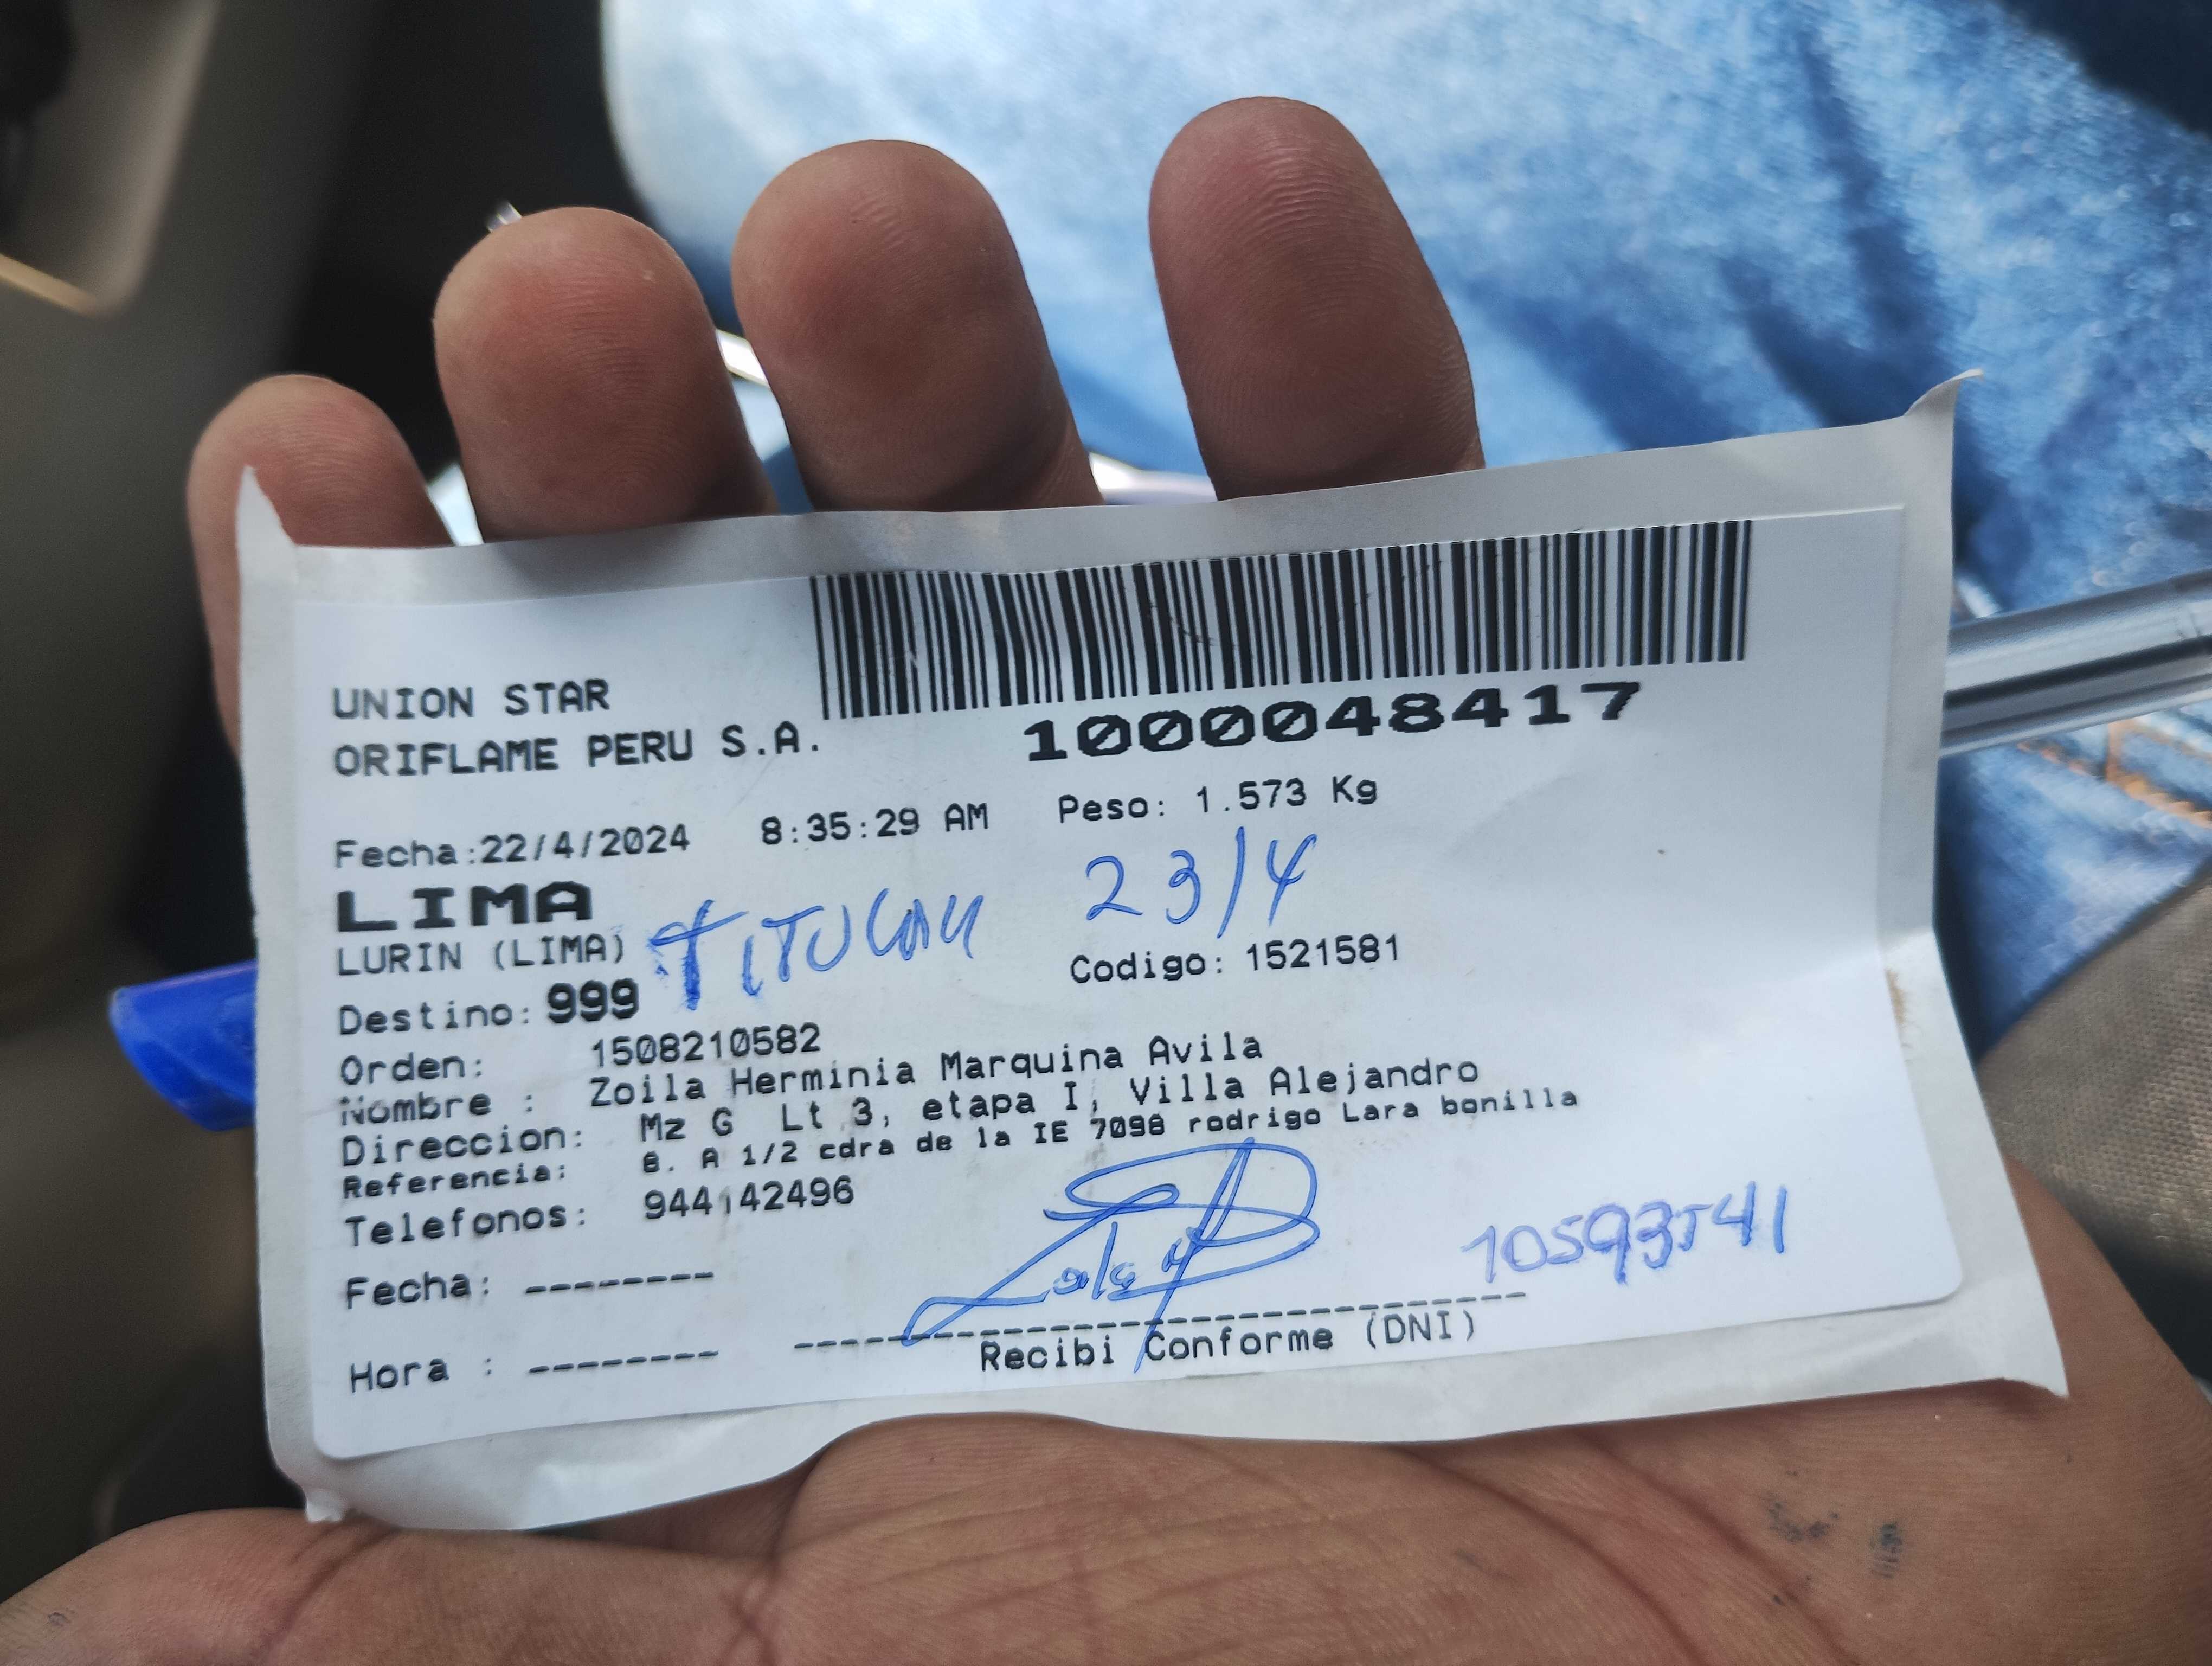 UNION STAR
ORIFLAME PERU S.A.
1000048417
Fecha:22/4/2024 8:35:29 AM Peso: 1.573 Kg
LIMA
23/4
LURIN (LIMA) TITULAR
Codigo: 1521581
Destino: 999
Orden: 1508210582
Nombre : Zoila Herminia Marquina Avila
Direccion: Mz G Lt 3, etapa I, Villa Alejandro
Referencia: 8. A 1/2 cdra de la IE 7098 rodrigo Lara bonilla
Telefonos: 944142496
10593541
Fecha: --------
Recibi Conforme (DNI)
Hora : --------